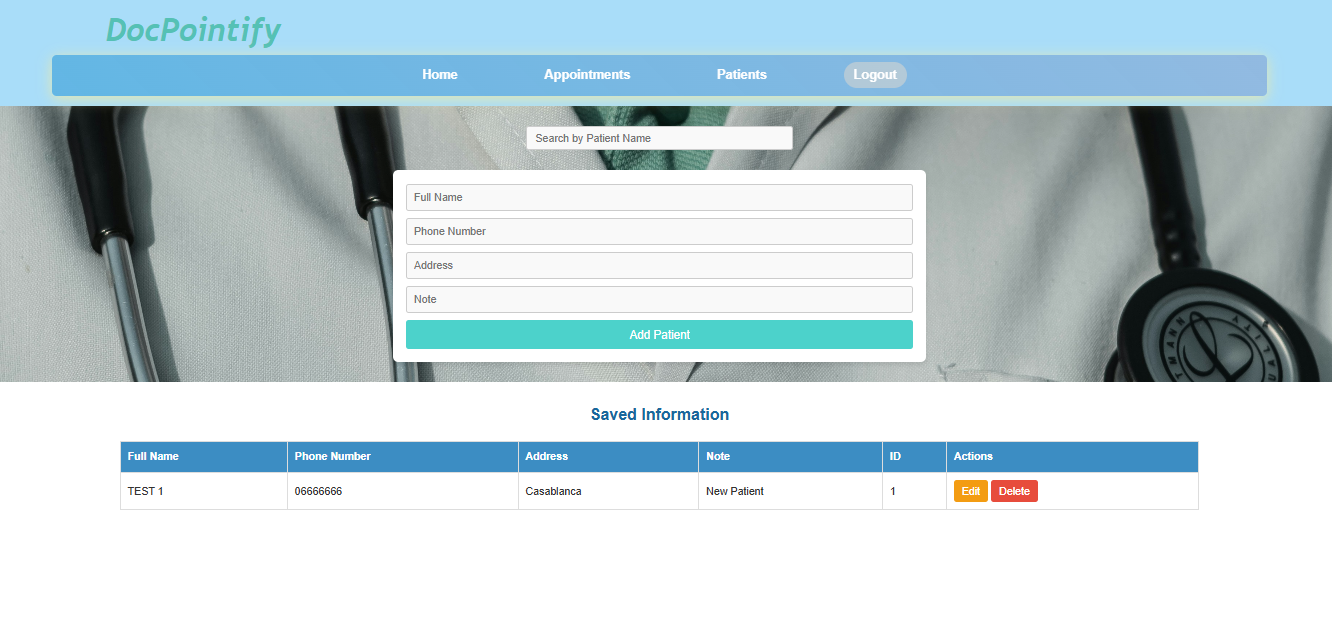 DocPointify
Home Appointments Patients Logout
Search by Patient Name
Full Name
Phone Number
Address
Note
Add Patient
Saved Information
Full Name Phone Number Address Note ID Actions
TEST 1 06666666 Casablanca New Patient 1 Edit Delete